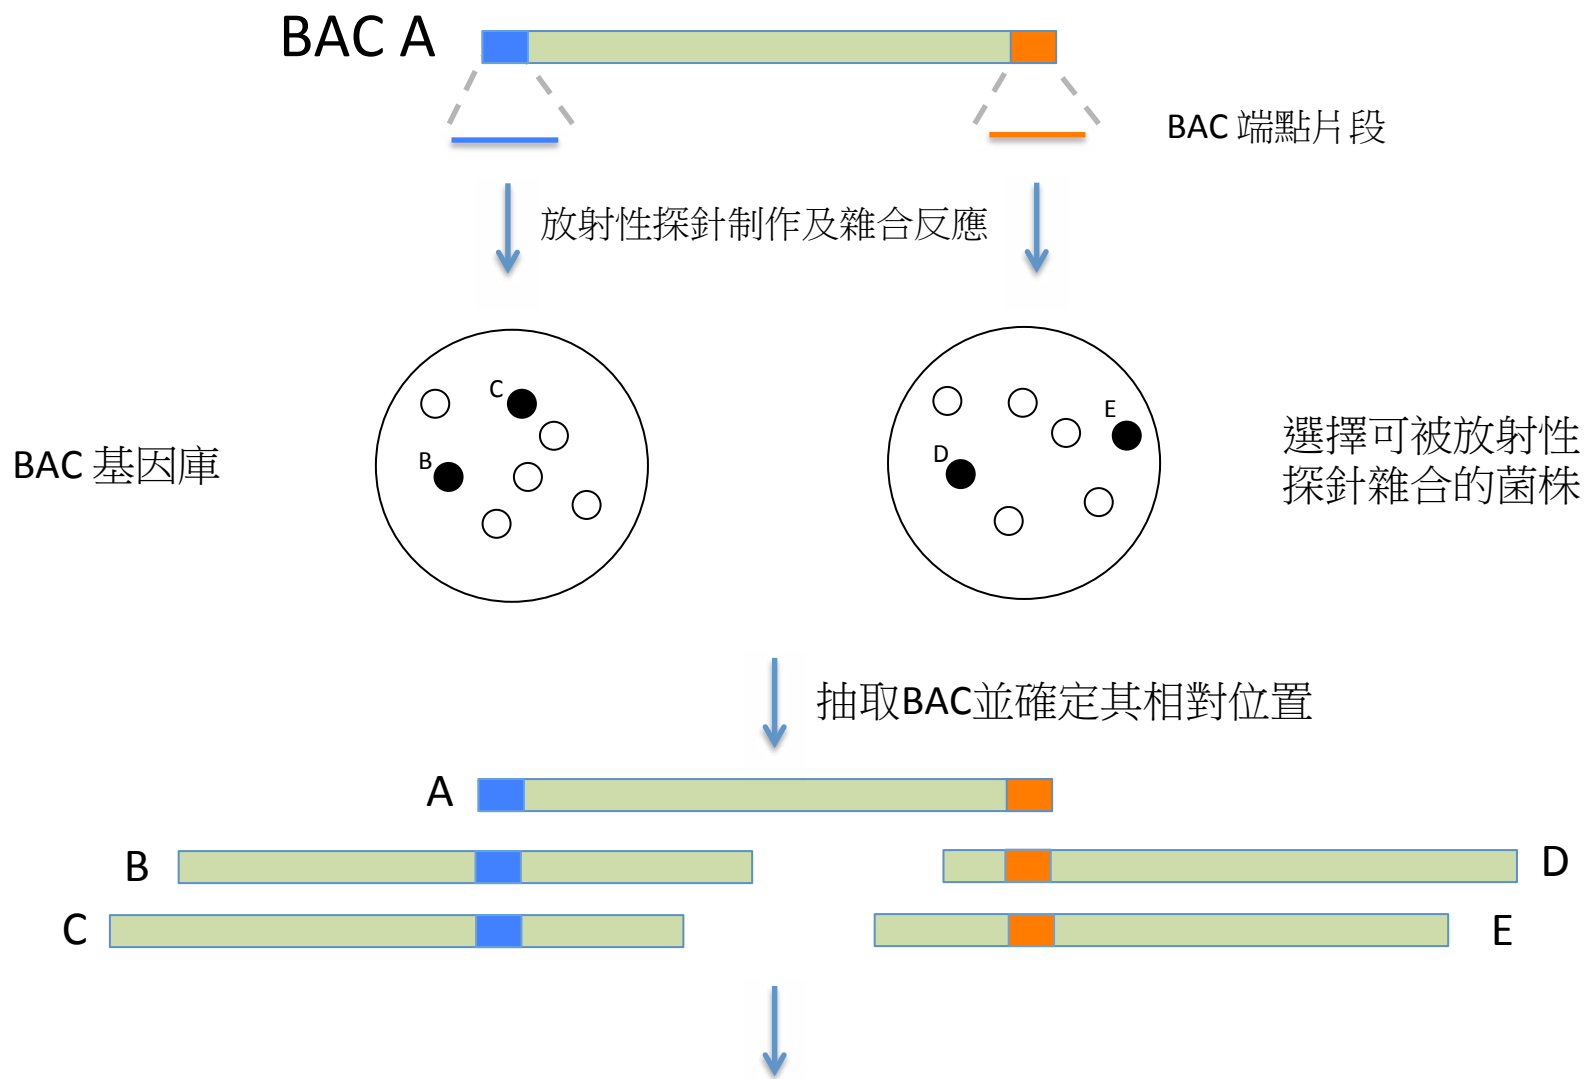 BAC A
BAC 端點片段
放射性探針制作及雜合反應
C
B
E
D
BAC 基因庫
選擇可被放射性
探針雜合的菌株
抽取BAC並確定其相對位置
A
B
D
C
E